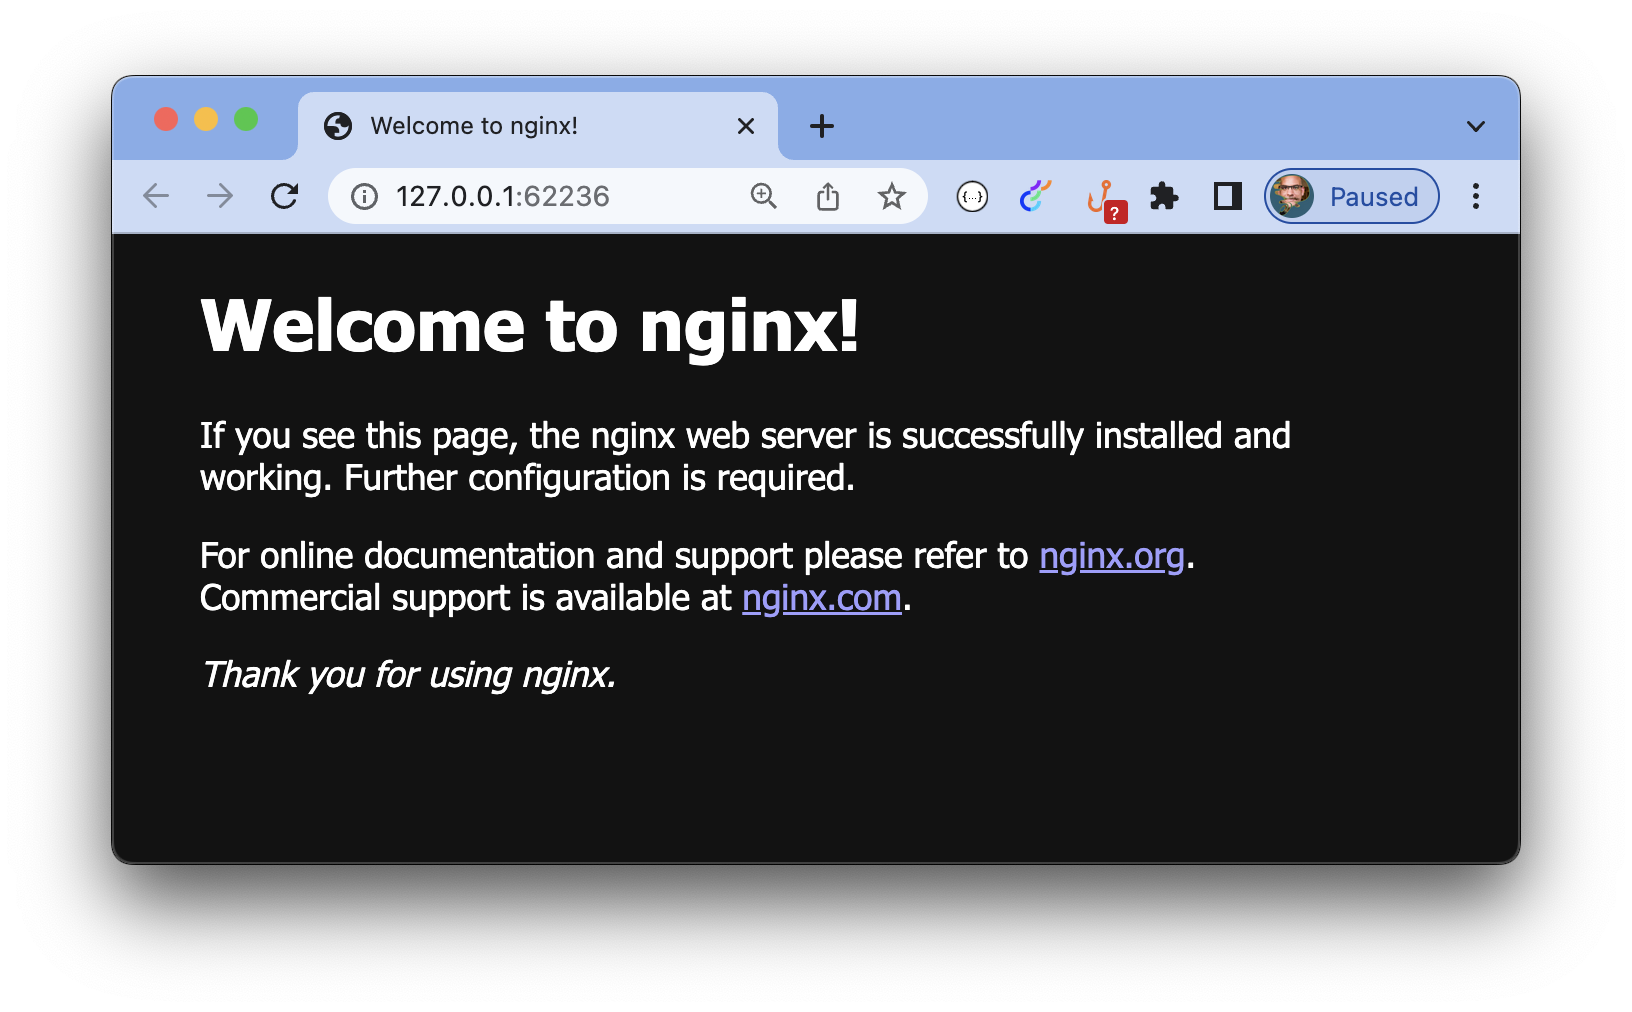 Welcome to nginx!
127.0.0.1:62236
{...}
?
Paused
Welcome to nginx!
If you see this page, the nginx web server is successfully installed and
working. Further configuration is required.
For online documentation and support please refer to nginx.org.
Commercial support is available at nginx.com.
Thank you for using nginx.